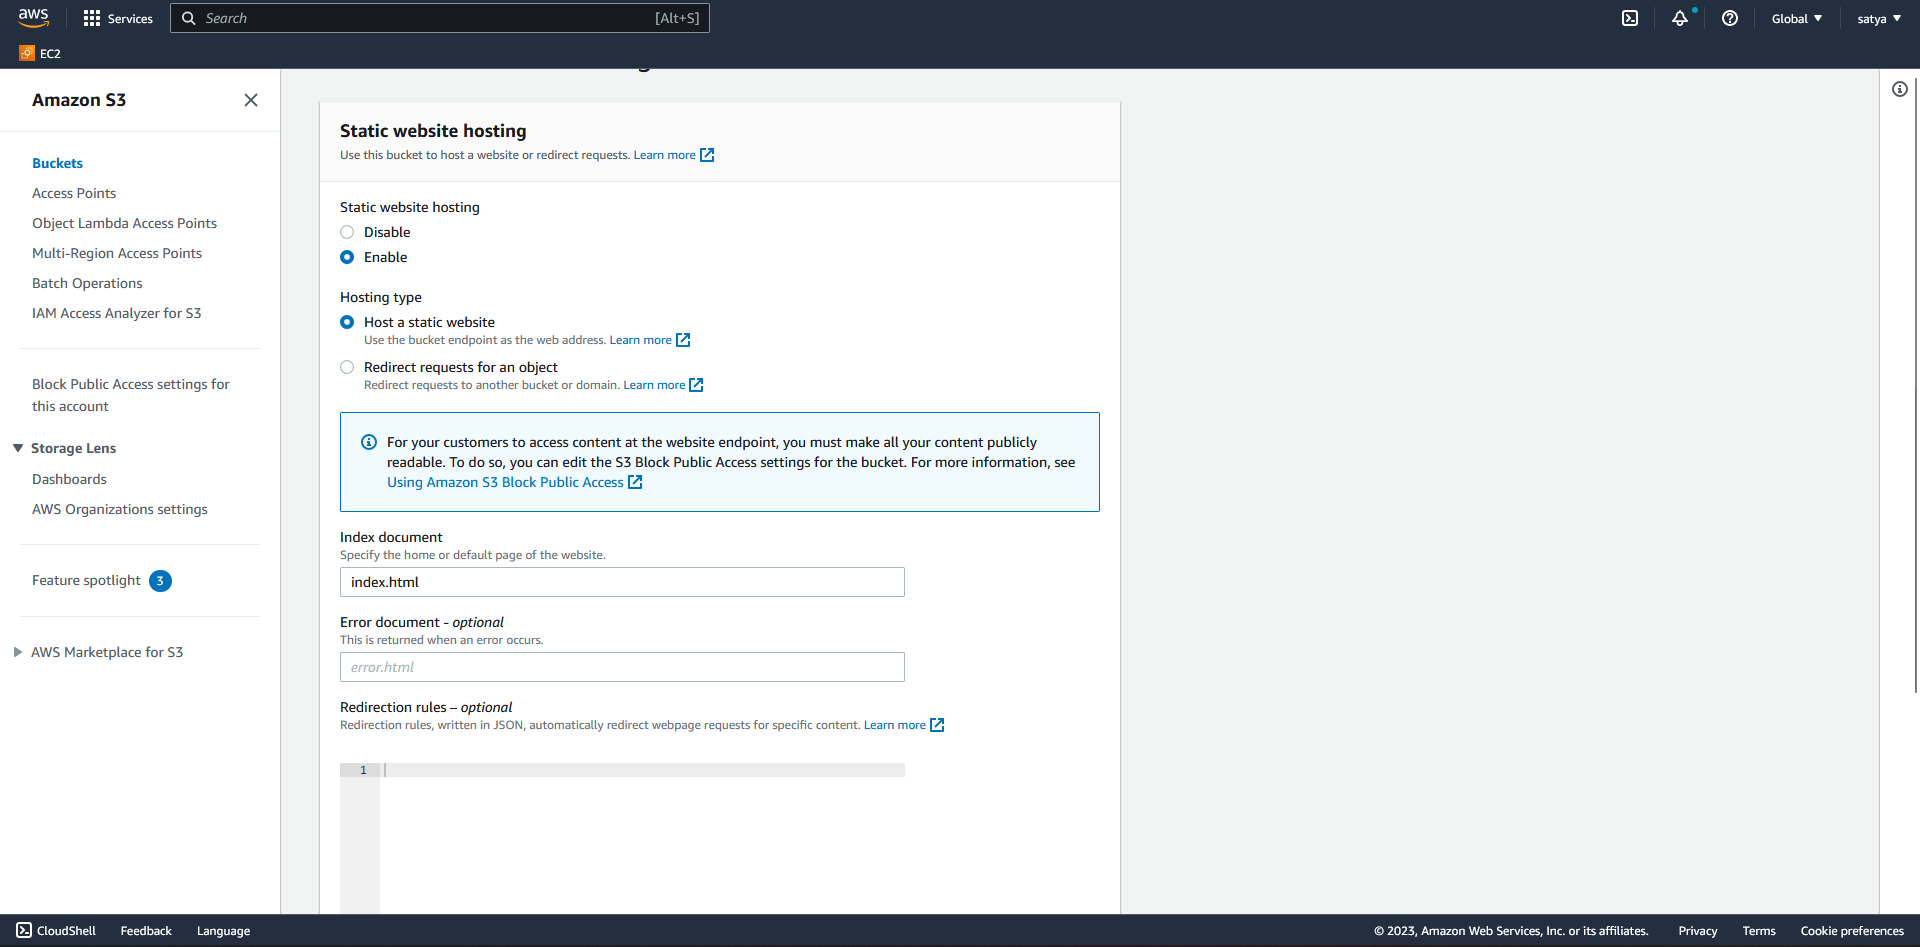 aws
Services
Search
[Alt+S]
Global
satya
EC2
Amazon S3
Buckets
Access Points
Object Lambda Access Points
Multi-Region Access Points
Batch Operations
IAM Access Analyzer for S3
Block Public Access settings for
this account
Storage Lens
Dashboards
AWS Organizations settings
Feature spotlight 3
AWS Marketplace for S3
Static website hosting
Use this bucket to host a website or redirect requests. Learn more
Static website hosting
Disable
Enable
Hosting type
Host a static website
Use the bucket endpoint as the web address. Learn more
Redirect requests for an object
Redirect requests to another bucket or domain. Learn more
For your customers to access content at the website endpoint, you must make all your content publicly
readable. To do so, you can edit the S3 Block Public Access settings for the bucket. For more information, see
Using Amazon S3 Block Public Access
Index document
Specify the home or default page of the website.
index.html
Error document - optional
This is returned when an error occurs.
error.html
Redirection rules – optional
Redirection rules, written in JSON, automatically redirect webpage requests for specific content. Learn more
1
CloudShell
Feedback
Language
© 2023, Amazon Web Services, Inc. or its affiliates.
Privacy
Terms
Cookie preferences